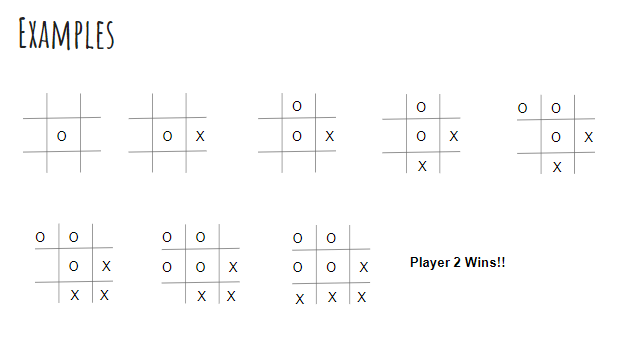 EXAMPLES
O O
O O O O O
O X O X O X O X
X X
O O O O O O
O X O O X O O X Player 2 Wins!!
X X X X X X X